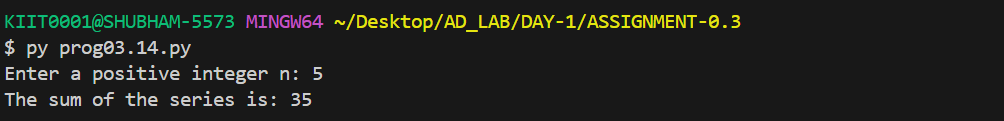 KIIT0001@SHUBHAM-5573 MINGW64 ~/Desktop/AD_LAB/DAY-1/ASSIGNMENT-0.3
$ py prog03.14.py
Enter a positive integer n: 5
The sum of the series is: 35